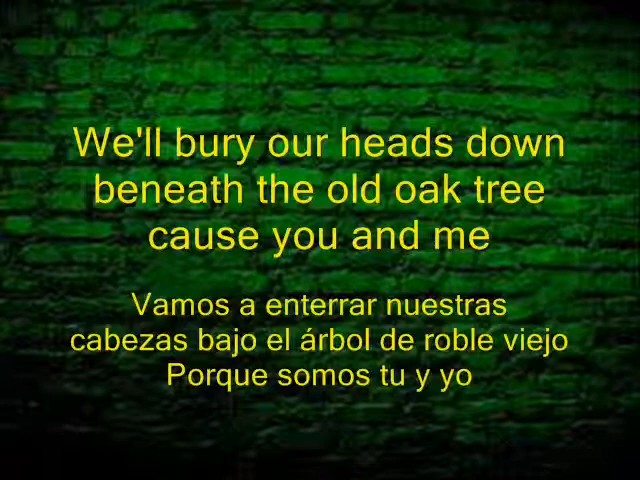 We'll bury our heads down
beneath the old oak tree
cause you and me
Vamos a enterrar nuestras
cabezas bajo el árbol de roble viejo
Porque somos tu y yo